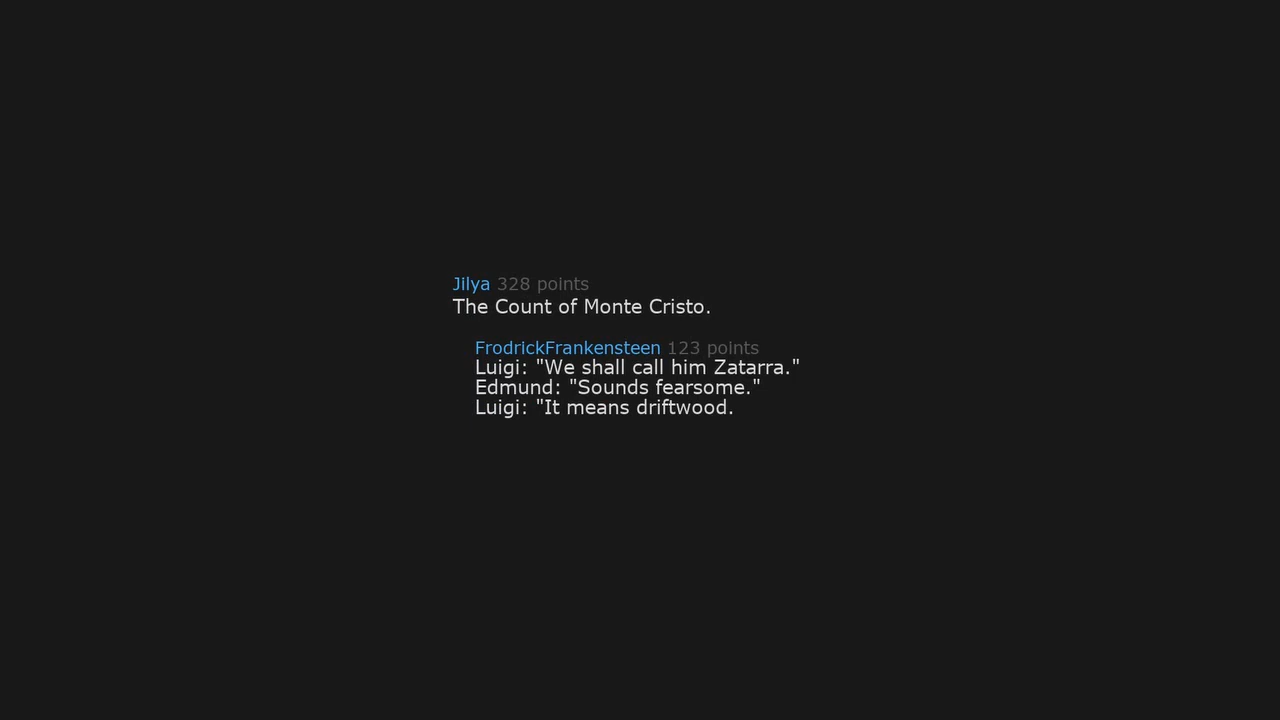 Jilya 328 points
The Count of Monte Cristo.
FrodrickFrankensteen 123 points
Luigi: "We shall call him Zatarra."
Edmund: "Sounds fearsome."
Luigi: "It means driftwood.